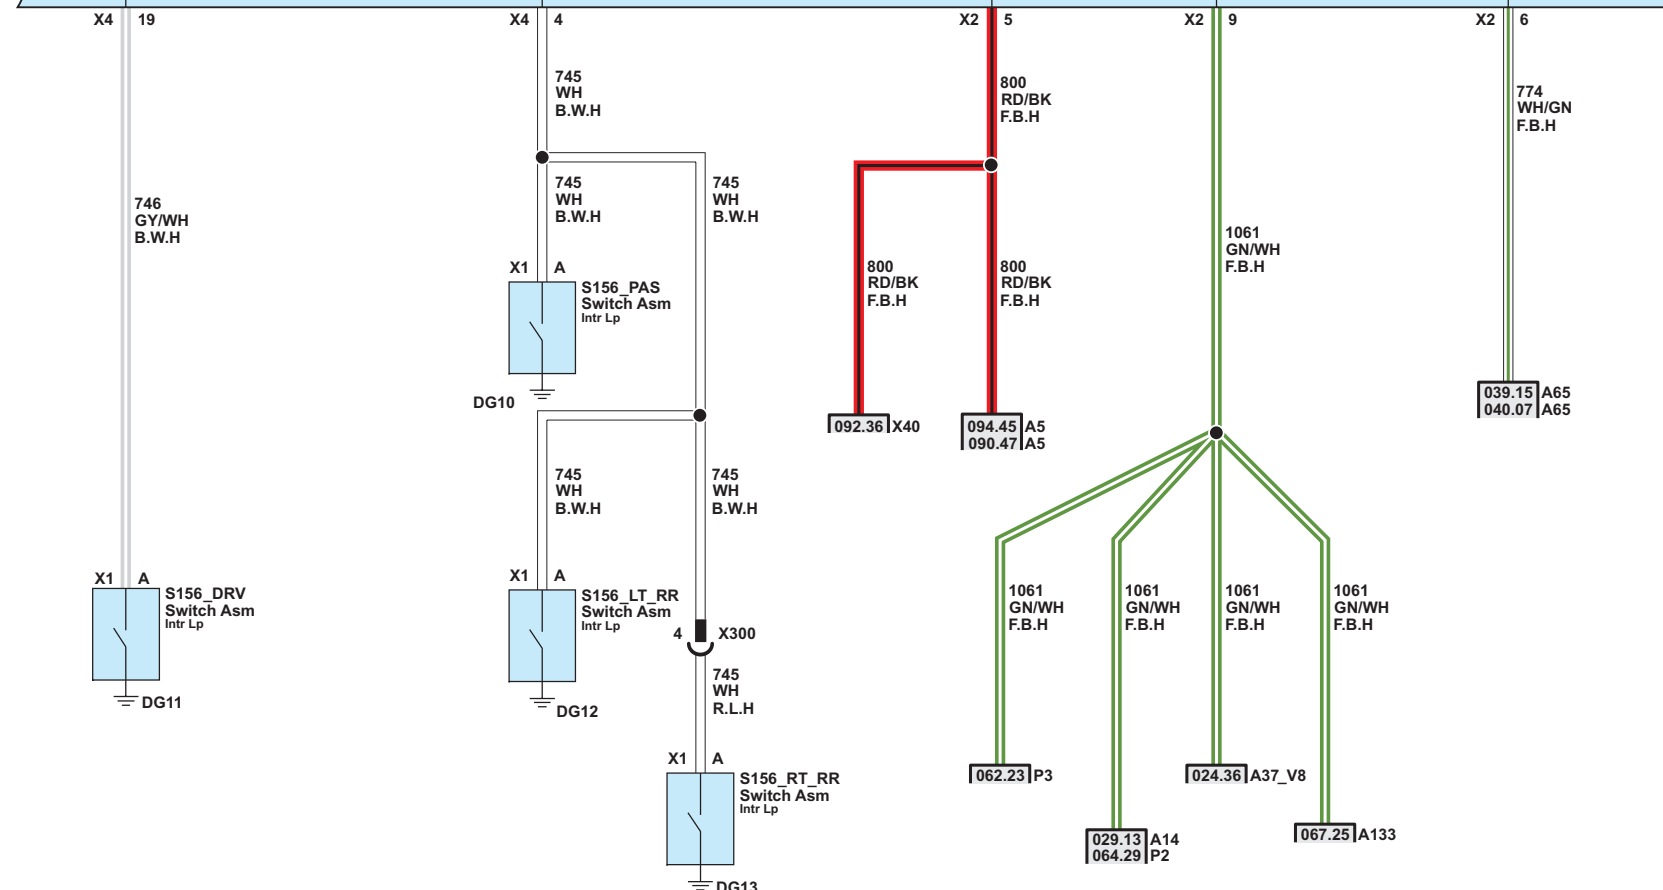 X4 19
X4 4
X2 5
X2 9
X2 6
745
WH
B.W.H
800
RD/BK
F.B.H
774
WH/GN
F.B.H
746
GY/WH
B.W.H
745
WH
B.W.H
745
WH
B.W.H
1061
GN/WH
F.B.H
X1 A
S156_PAS
Switch Asm
Intr Lp
DG10
800
RD/BK
F.B.H
800
RD/BK
F.B.H
092.36 X40
094.45 A5
090.47 A5
039.15 A65
040.07 A65
745
WH
B.W.H
745
WH
B.W.H
X1 A
S156_DRV
Switch Asm
Intr Lp
DG11
X1 A
S156_LT_RR
Switch Asm
Intr Lp
DG12
4 X300
745
WH
R.L.H
X1 A
S156_RT_RR
Switch Asm
Intr Lp
DG13
1061
GN/WH
F.B.H
1061
GN/WH
F.B.H
1061
GN/WH
F.B.H
1061
GN/WH
F.B.H
062.23 P3
029.13 A14
064.29 P2
024.36 A37_V8
067.25 A133